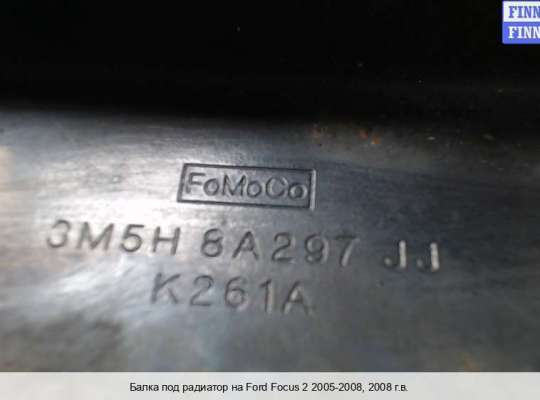 FINN
FINN
FoMoCo
3M5H 8A297 JJ
K261A
Балка под радиатор на Ford Focus 2 2005-2008, 2008 г.в.